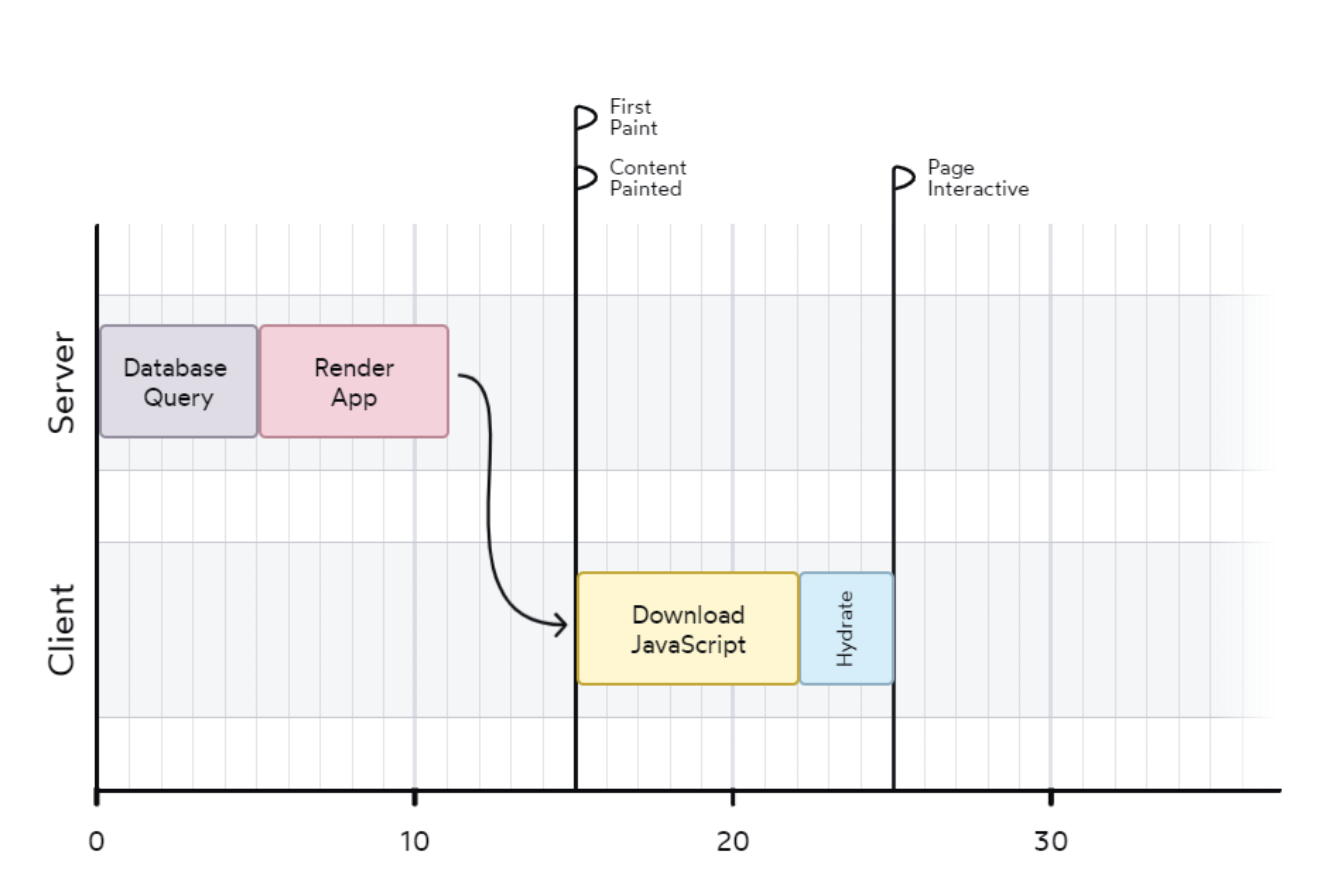 First
Paint
Content
Painted
Page
Interactive
Server
Database
Query
Render
App
Client
Download
JavaScript
Hydrate
0
10
20
30